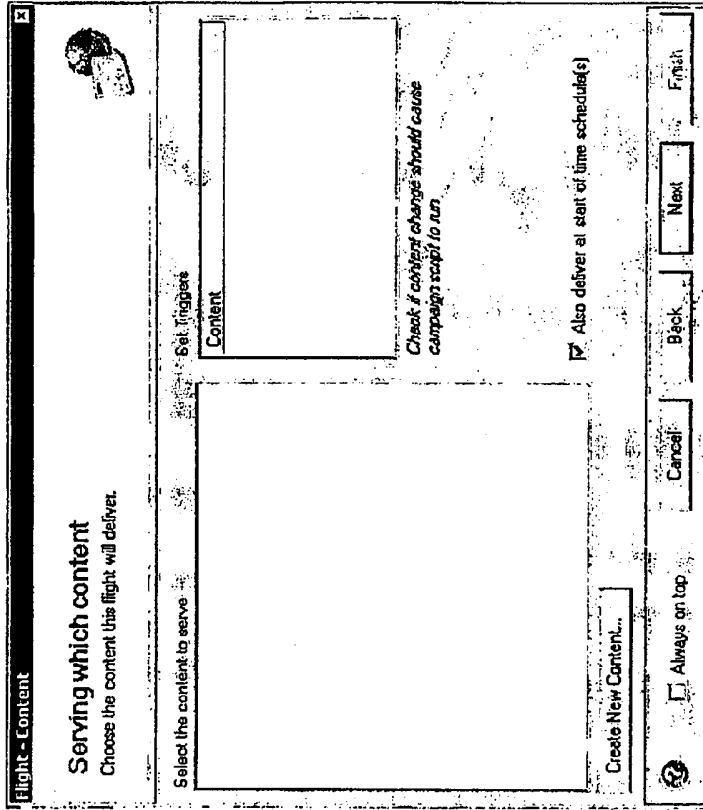 Flight - Content
Serving which content
Choose the content this flight will deliver.
Select the content to serve
Set Triggers
Content
Check if content change should cause
campaign script to run
Also deliver at start of time schedule(s)
Create New Content...
Always on top
Cancel
Back
Next
Finish